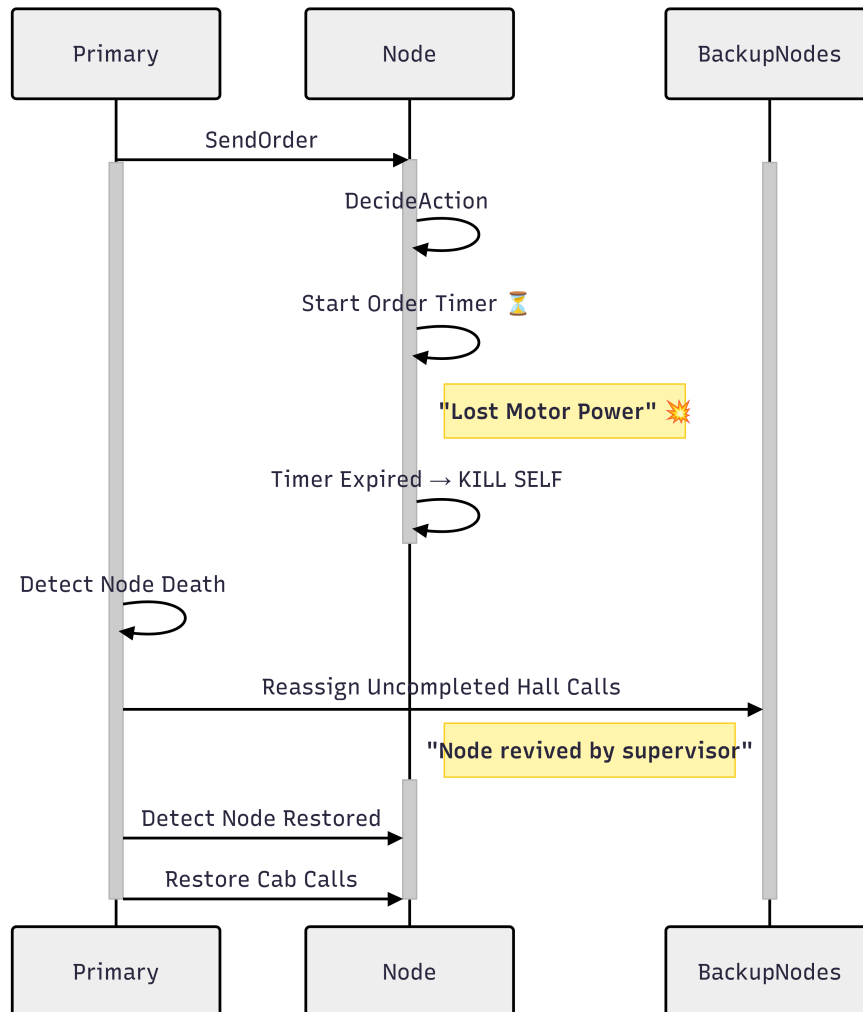 Primary
Node
BackupNodes
SendOrder
DecideAction
Start Order Timer ⏳
"Lost Motor Power" 💥
Timer Expired → KILL SELF
Detect Node Death
Reassign Uncompleted Hall Calls
"Node revived by supervisor"
Detect Node Restored
Restore Cab Calls
Primary
Node
BackupNodes